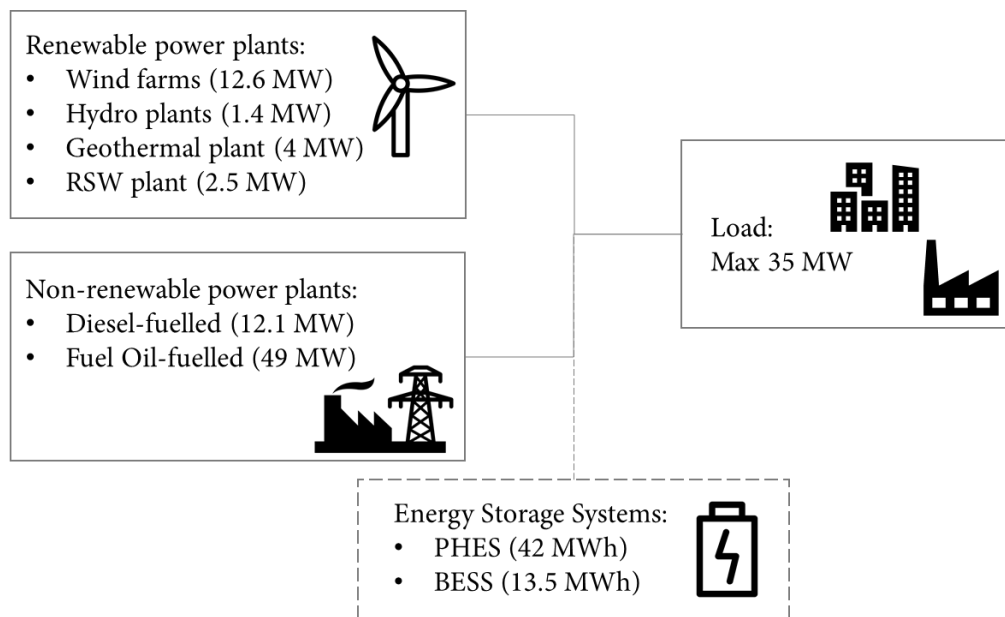 Renewable power plants:
• Wind farms (12.6 MW)
• Hydro plants (1.4 MW)
• Geothermal plant (4 MW)
• RSW plant (2.5 MW)
Non-renewable power plants:
• Diesel-fuelled (12.1 MW)
• Fuel Oil-fuelled (49 MW)
Load:
Max 35 MW
Energy Storage Systems:
• PHES (42 MWh)
• BESS (13.5 MWh)